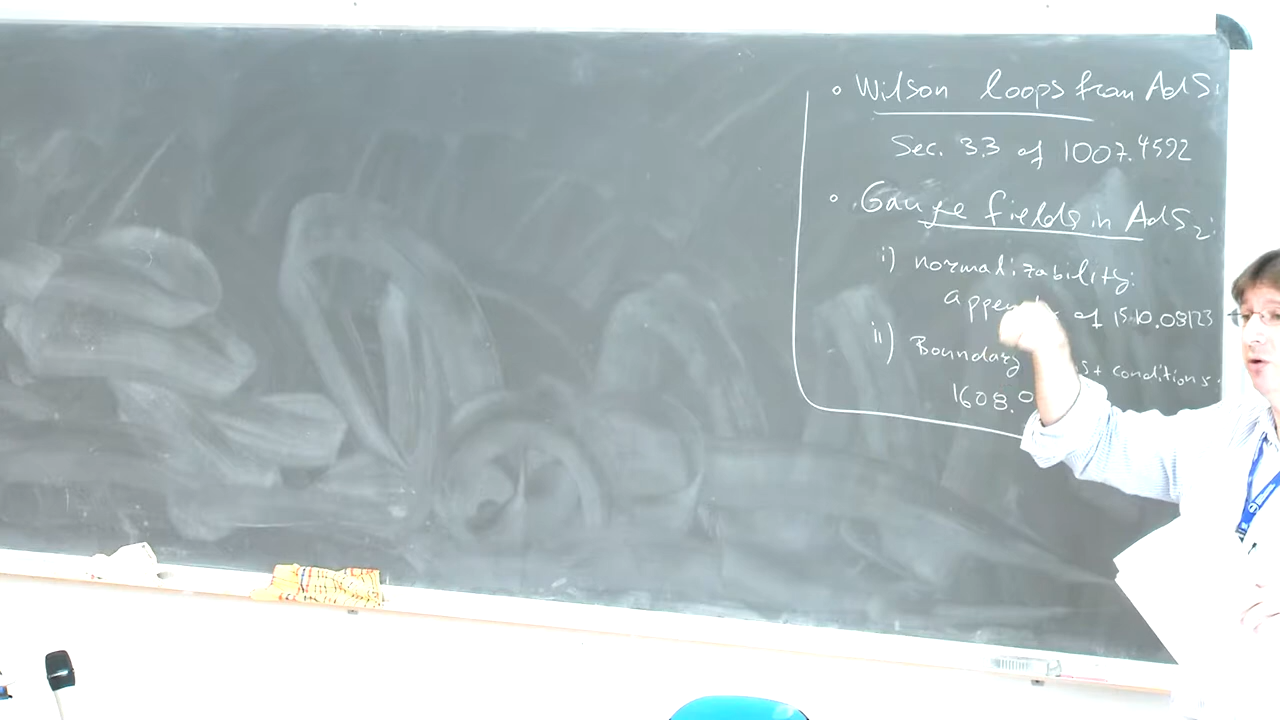 • Wilson loops from AdS:
Sec. 3.3 of 1007.4592
• Gauge fields in AdS₂:
i) normalizability:
of 1510.08123
ii) Boundary conditions.
1608.0